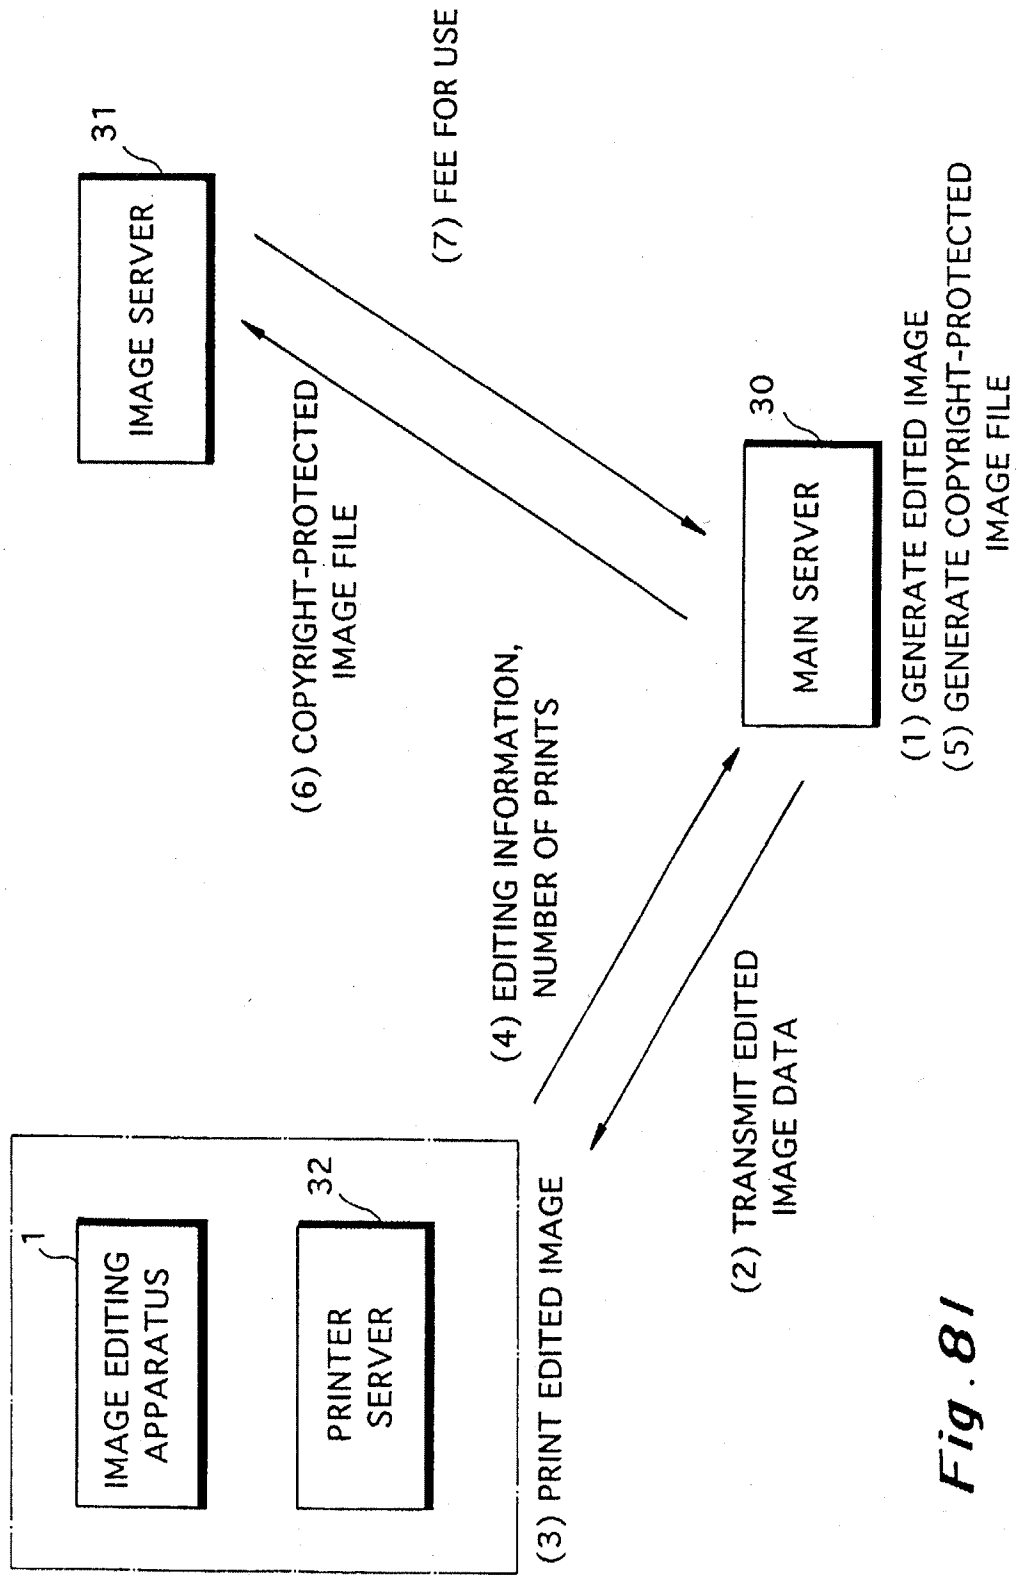 1
IMAGE EDITING
APPARATUS
32
PRINTER
SERVER
(3) PRINT EDITED IMAGE
31
IMAGE SERVER
(6) COPYRIGHT-PROTECTED
IMAGE FILE
(7) FEE FOR USE
(4) EDITING INFORMATION,
NUMBER OF PRINTS
(2) TRANSMIT EDITED
IMAGE DATA
30
MAIN SERVER
(1) GENERATE EDITED IMAGE
(5) GENERATE COPYRIGHT-PROTECTED
IMAGE FILE
Fig. 81